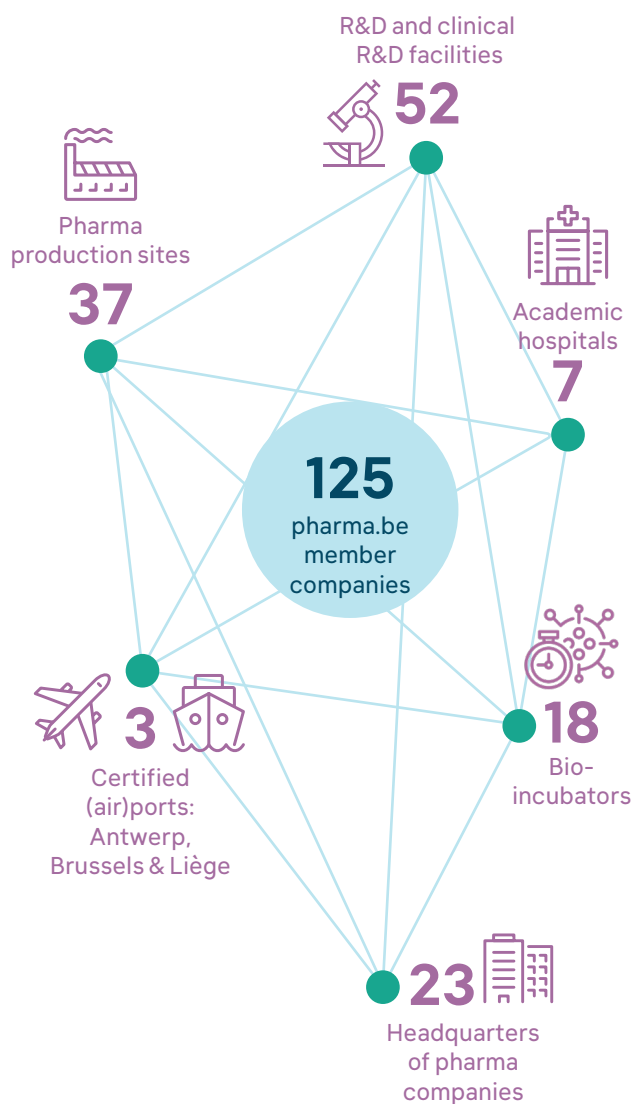 R&D and clinical
R&D facilities
52
Pharma
production sites
37
Academic
hospitals
7
125
pharma.be
member
companies
3
Certified
(air)ports:
Antwerp,
Brussels & Liège
18
Bio-
incubators
23
Headquarters
of pharma
companies